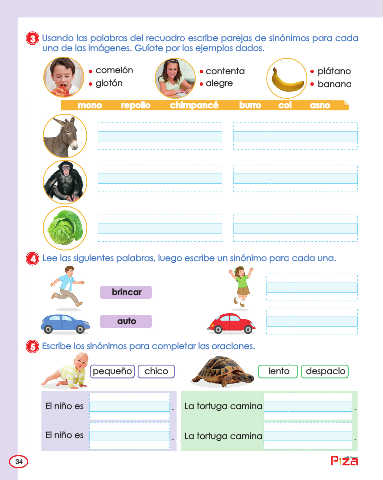 3 Usando las palabras del recuadro escribe parejas de sinónimos para cada
una de las imágenes. Guíate por los ejemplos dados.
• comelón
• glotón
• contenta
• alegre
• plátano
• banana
mono repollo chimpancé burro col asno
4 Lee las siguientes palabras, luego escribe un sinónimo para cada una.
brincar
auto
5 Escribe los sinónimos para completar las oraciones.
pequeño chico
lento despacio
El niño es .
La tortuga camina .
El niño es .
La tortuga camina .
34
Piza